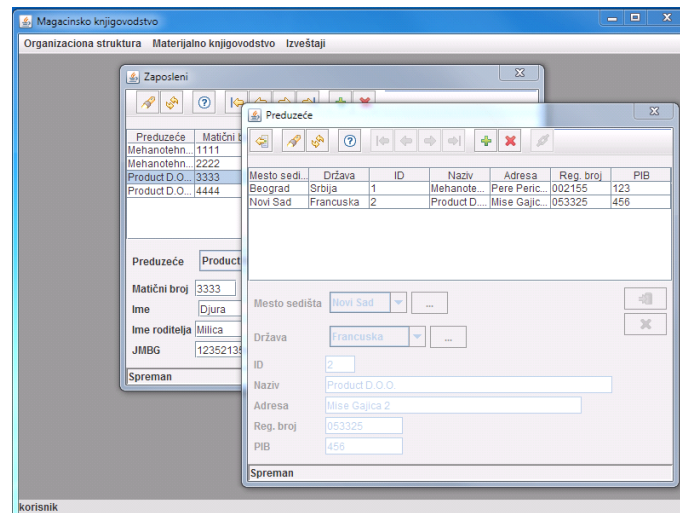 Magacinsko knjigovodstvo
Organizaciona struktura Materijalno knjigovodstvo Izveštaji
Zaposleni
Preduzeće Matični b
Mehanotehn... 1111
Mehanotehn... 2222
Product D.O... 3333
Product D.O... 4444
Preduzeće Product
Matični broj 3333
Ime Djura
Ime roditelja Milica
JMBG 12352135
Spreman
Preduzeće
Mesto sedi... Država ID Naziv Adresa Reg. broj PIB
Beograd Srbija 1 Mehanote... Pere Peric... 002155 123
Novi Sad Francuska 2 Product D.... Mise Gajic... 053325 456
Mesto sedišta Novi Sad ...
Država Francuska ...
ID 2
Naziv Product D.O.O.
Adresa Mise Gajica 2
Reg. broj 053325
PIB 456
Spreman
korisnik